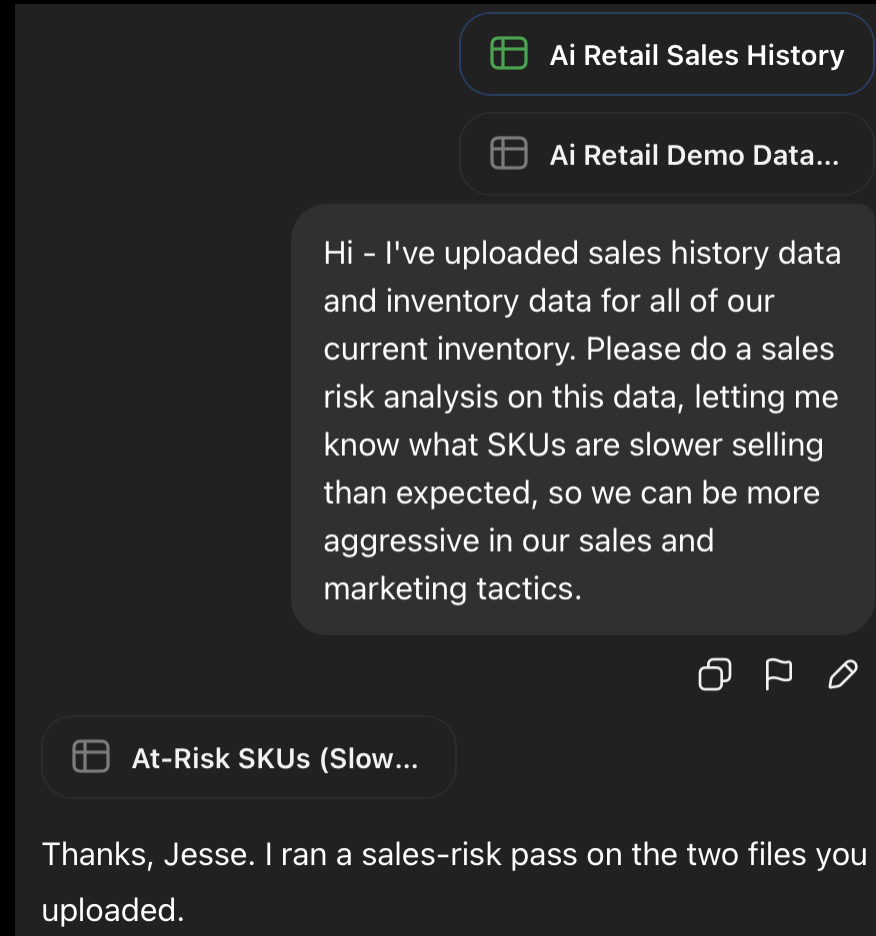 Ai Retail Sales History
Ai Retail Demo Data...
Hi - I've uploaded sales history data
and inventory data for all of our
current inventory. Please do a sales
risk analysis on this data, letting me
know what SKUs are slower selling
than expected, so we can be more
aggressive in our sales and
marketing tactics.
At-Risk SKUs (Slow...
Thanks, Jesse. I ran a sales-risk pass on the two files you
uploaded.